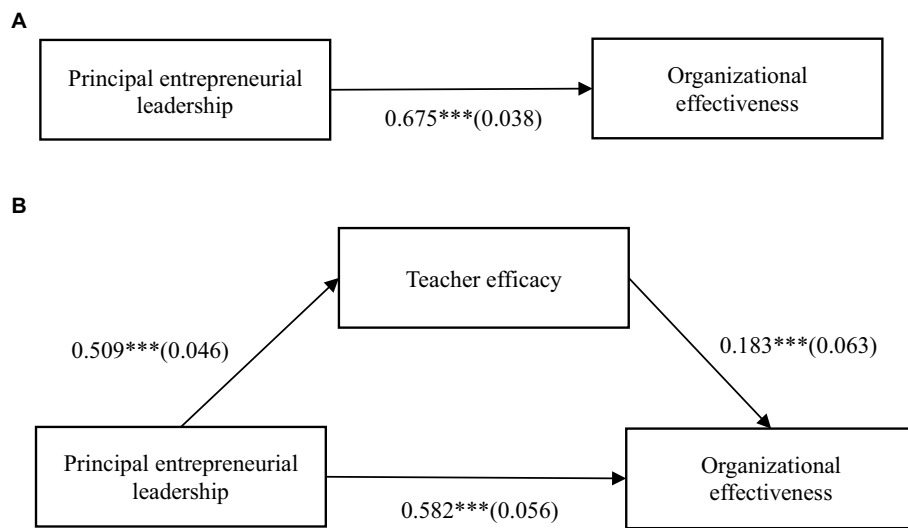 A
Principal entrepreneurial
leadership
Organizational
effectiveness
0.675***(0.038)
B
Teacher efficacy
0.509***(0.046)
0.183***(0.063)
Principal entrepreneurial
leadership
Organizational
effectiveness
0.582***(0.056)